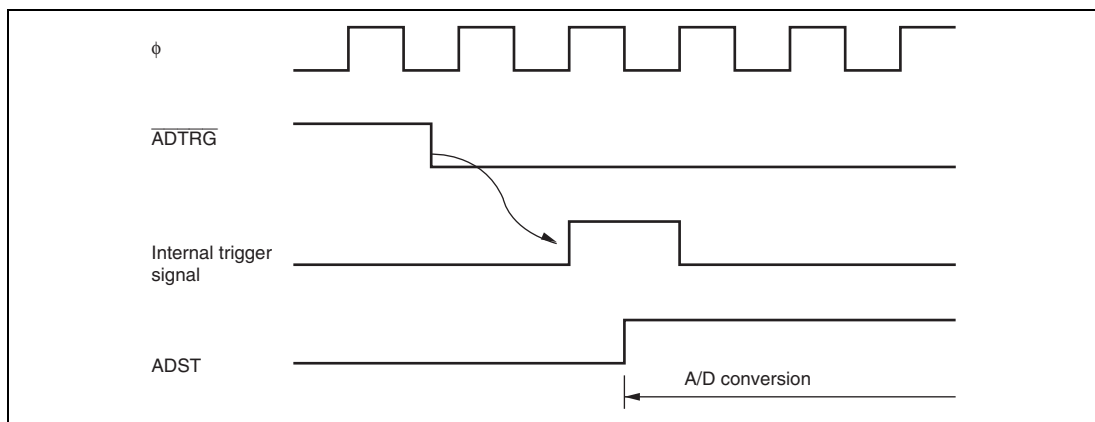 ϕ
ADTRG
Internal trigger
signal
ADST
A/D conversion